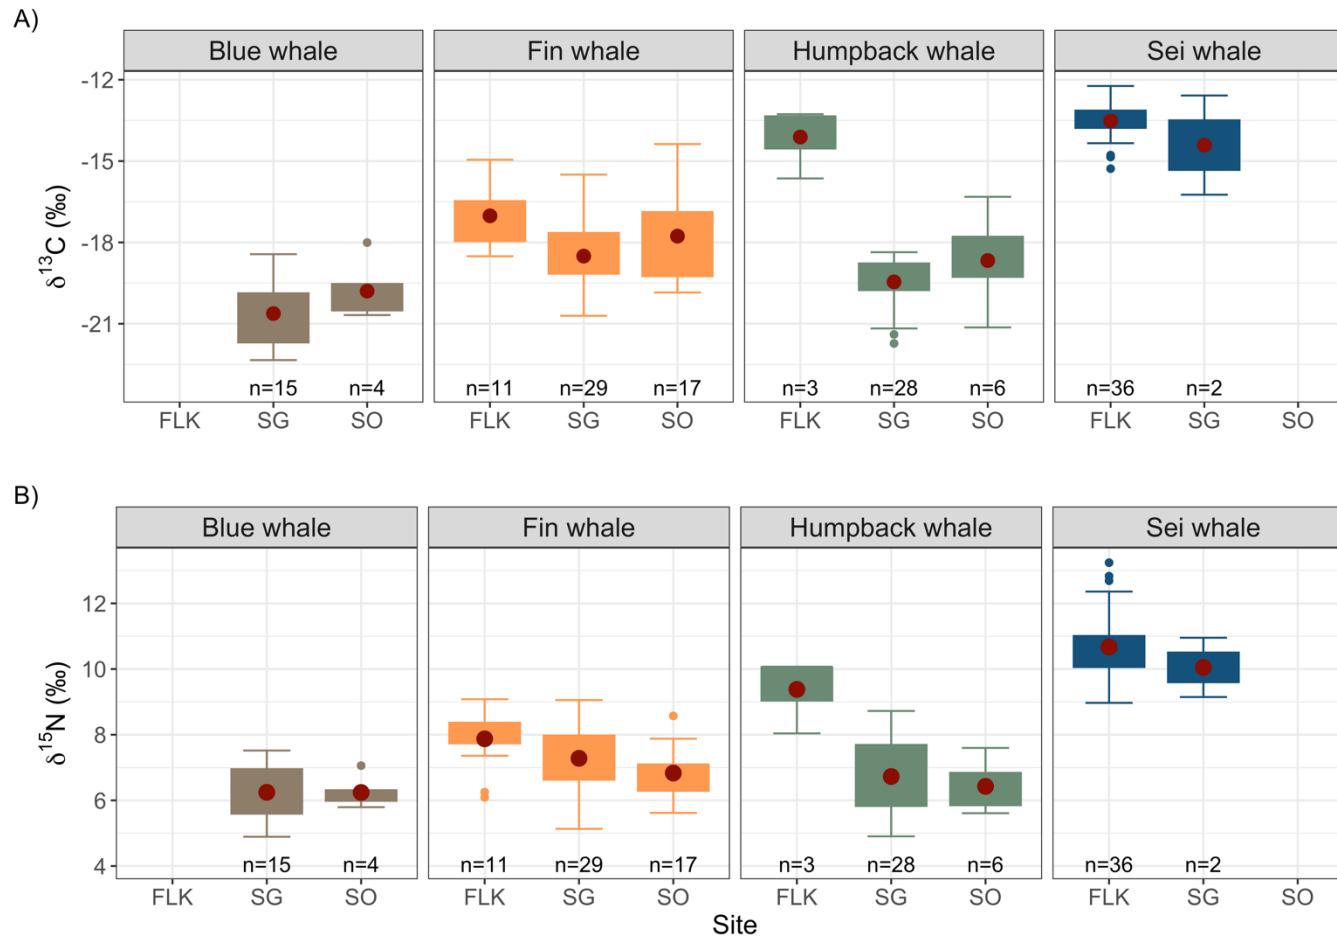 A)
Blue whale Fin whale Humpback whale Sei whale
-12
-15
-18
-21
δ¹³C (‰)
n=15 n=4 n=11 n=29 n=17 n=3 n=28 n=6 n=36 n=2
FLK SG SO FLK SG SO FLK SG SO FLK SG SO
B)
Blue whale Fin whale Humpback whale Sei whale
12
10
8
6
4
δ¹⁵N (‰)
n=15 n=4 n=11 n=29 n=17 n=3 n=28 n=6 n=36 n=2
FLK SG SO FLK SG SO FLK SG SO FLK SG SO
Site